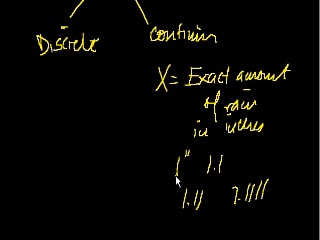 Discrete continuous
X = Exact amount
of rain
in inches
1" 1.1
1.11 1.1111